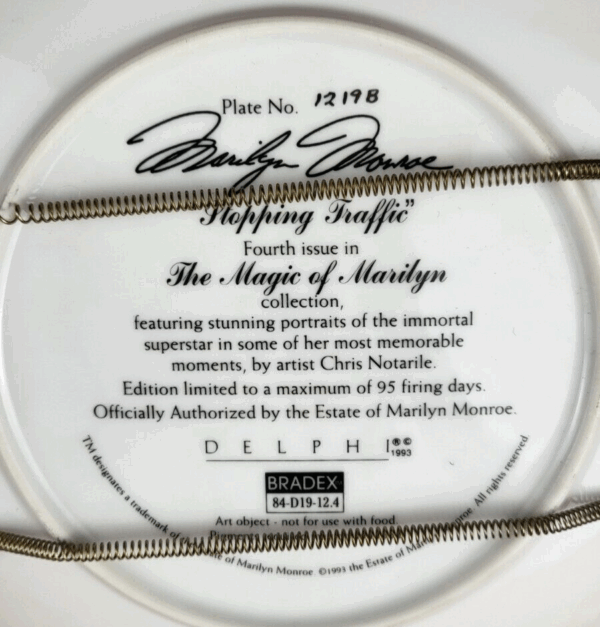 Plate No. 1219B
Marilyn Monroe
Stopping Traffic”
Fourth issue in
The Magic of Marilyn
collection,
featuring stunning portraits of the immortal
superstar in some of her most memorable
moments, by artist Chris Notarile.
Edition limited to a maximum of 95 firing days.
Officially Authorized by the Estate of Marilyn Monroe.
DELPHI®©
1993
BRADEX
84-D19-12.4
Art object - not for use with food
TM designates a trademark of the of Marilyn Monroe ©1993 the Estate of Monroe All rights reserved